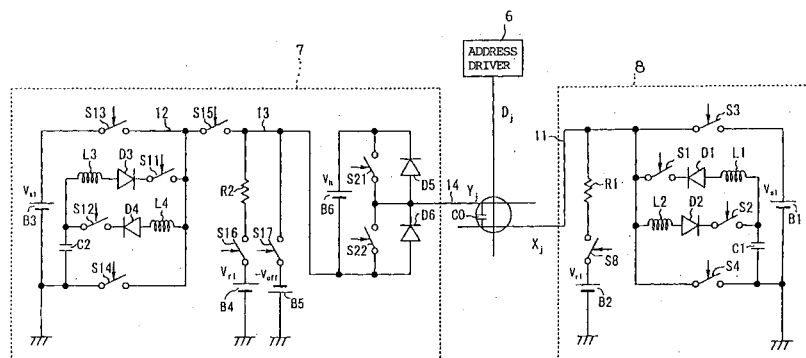 6
ADDRESS
DRIVER
7
8
Dj
S13
12
S15
13
11
S3
L3
D3
S11
S1
D1
L1
Vs1
B3
S12
D4
L4
C2
S14
R2
S16
S17
Vr1
B4
-Voff
B5
Vh
B6
S21
S22
D5
D6
14
Yj
C0
Xj
R1
S8
Vr1
B2
L2
D2
S2
C1
S4
Vs1
B1